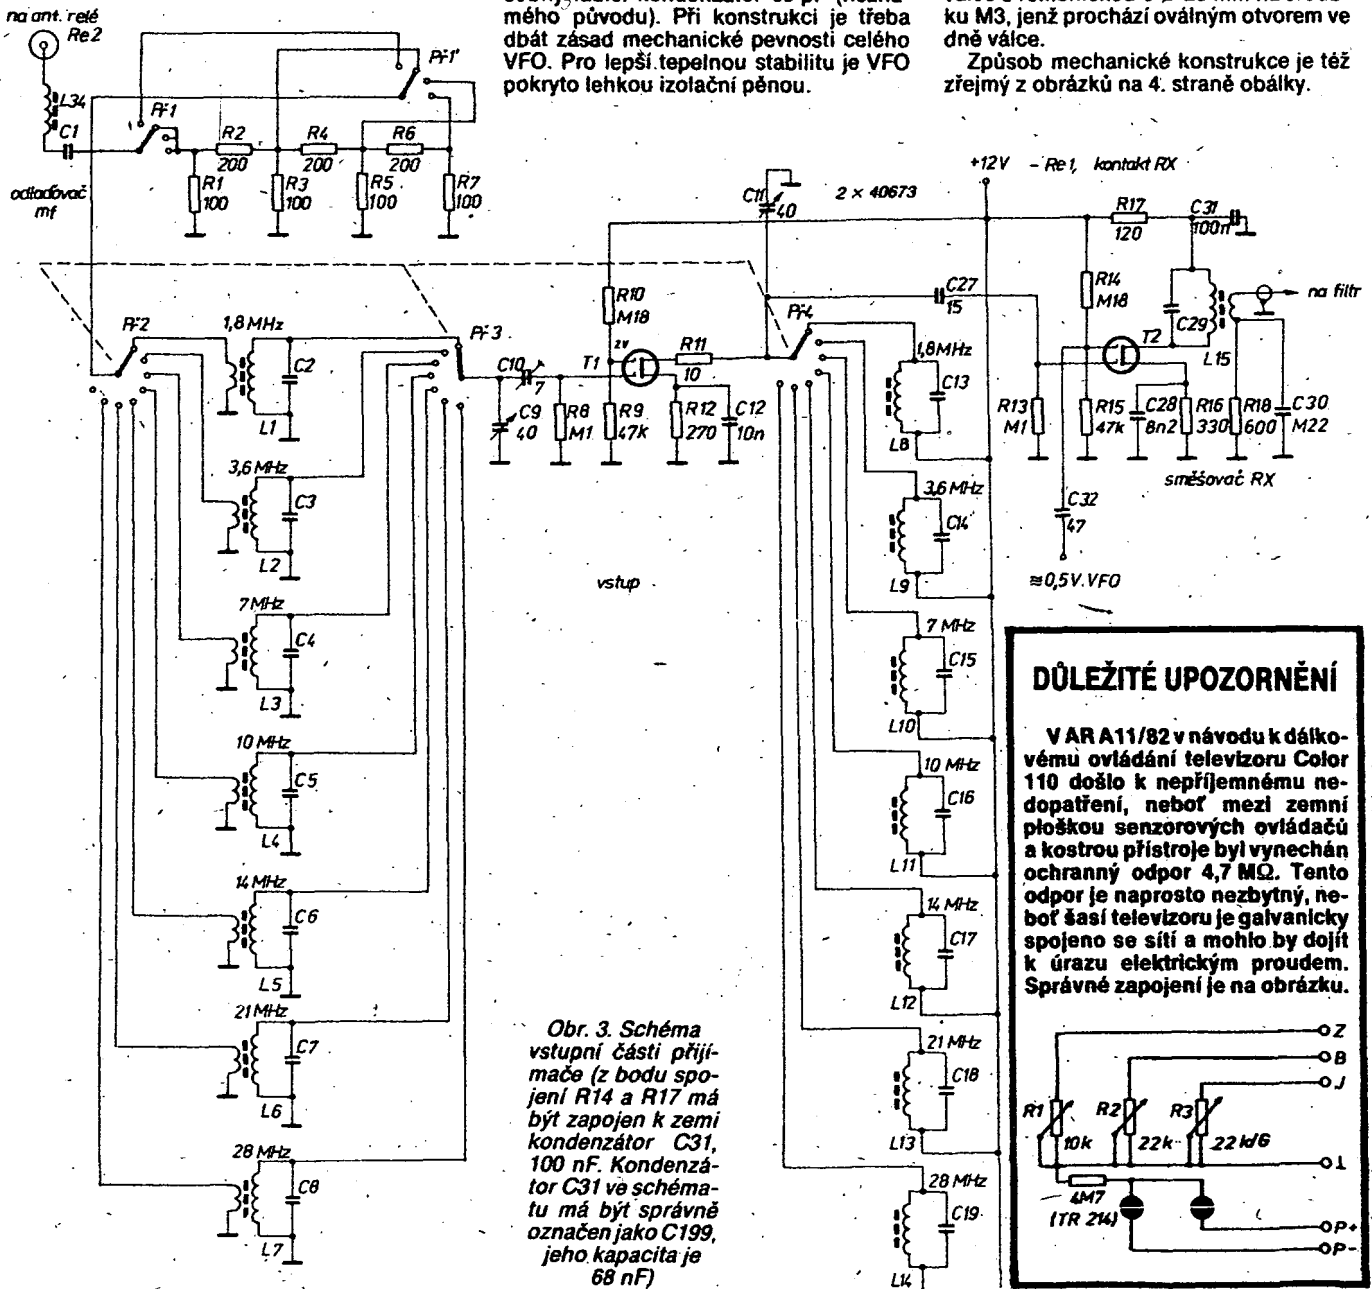 mého původu). Při konstrukci je třeba
dbát zásad mechanické pevnosti celého
VFO. Pro lepší tepelnou stabilitu je VFO
pokryto lehkou izolační pěnou.
ku M3, jenž prochází oválným otvorem ve
dně válce.
Způsob mechanické konstrukce je též
zřejmý z obrázků na 4. straně obálky.
na ant. relé
Re2
L34
C1
Př1
Př1'
R2
200
R4
200
R6
200
R1
100
R3
100
R5
100
R7
100
odlaďovač
mf
Př2
1,8 MHz
C2
L1
3,6 MHz
C3
L2
7 MHz
C4
L3
10 MHz
C5
L4
14 MHz
C6
L5
21 MHz
C7
L6
28 MHz
C8
L7
Př3
C10
7
C9
40
R8
M1
R10
M18
2V
T1
R9
47k
R11
10
R12
270
C12
10n
vstup
C11
40
2 × 40673
Př4
1,8 MHz
C13
L8
3,6 MHz
C14
L9
7 MHz
C15
L10
10 MHz
C16
L11
14 MHz
C17
L12
21 MHz
C18
L13
28 MHz
C19
L14
+12V – Re1, kontakt RX
C27
15
R17
120
C31
100n
R14
M18
C29
L15
na filtr
T2
R13
M1
R15
47k
C28
8n2
R16
330
R18
600
C30
M22
směšovač RX
C32
47
≅0,5V VFO
Obr. 3. Schéma
vstupní části přijí-
mače (z bodu spo-
jení R14 a R17 má
být zapojen k zemi
kondenzátor C31,
100 nF. Kondenzá-
tor C31 ve schéma-
tu má být správně
označen jako C199,
jeho kapacita je
68 nF)
DŮLEŽITÉ UPOZORNĚNÍ
V AR A11/82 v návodu k dálko-
vému ovládání televizoru Color
110 došlo k nepříjemnému ne-
dopatření, neboť mezi zemní
ploškou senzorových ovládačů
a kostrou přístroje byl vynechán
ochranný odpor 4,7 MΩ. Tento
odpor je naprosto nezbytný, ne-
boť šasi televizoru je galvanicky
spojeno se sítí a mohlo by dojít
k úrazu elektrickým proudem.
Správné zapojení je na obrázku.
Z
B
J
R1
10k
R2
22k
R3
22k/G
⊥
4M7
(TR 214)
P+
P-